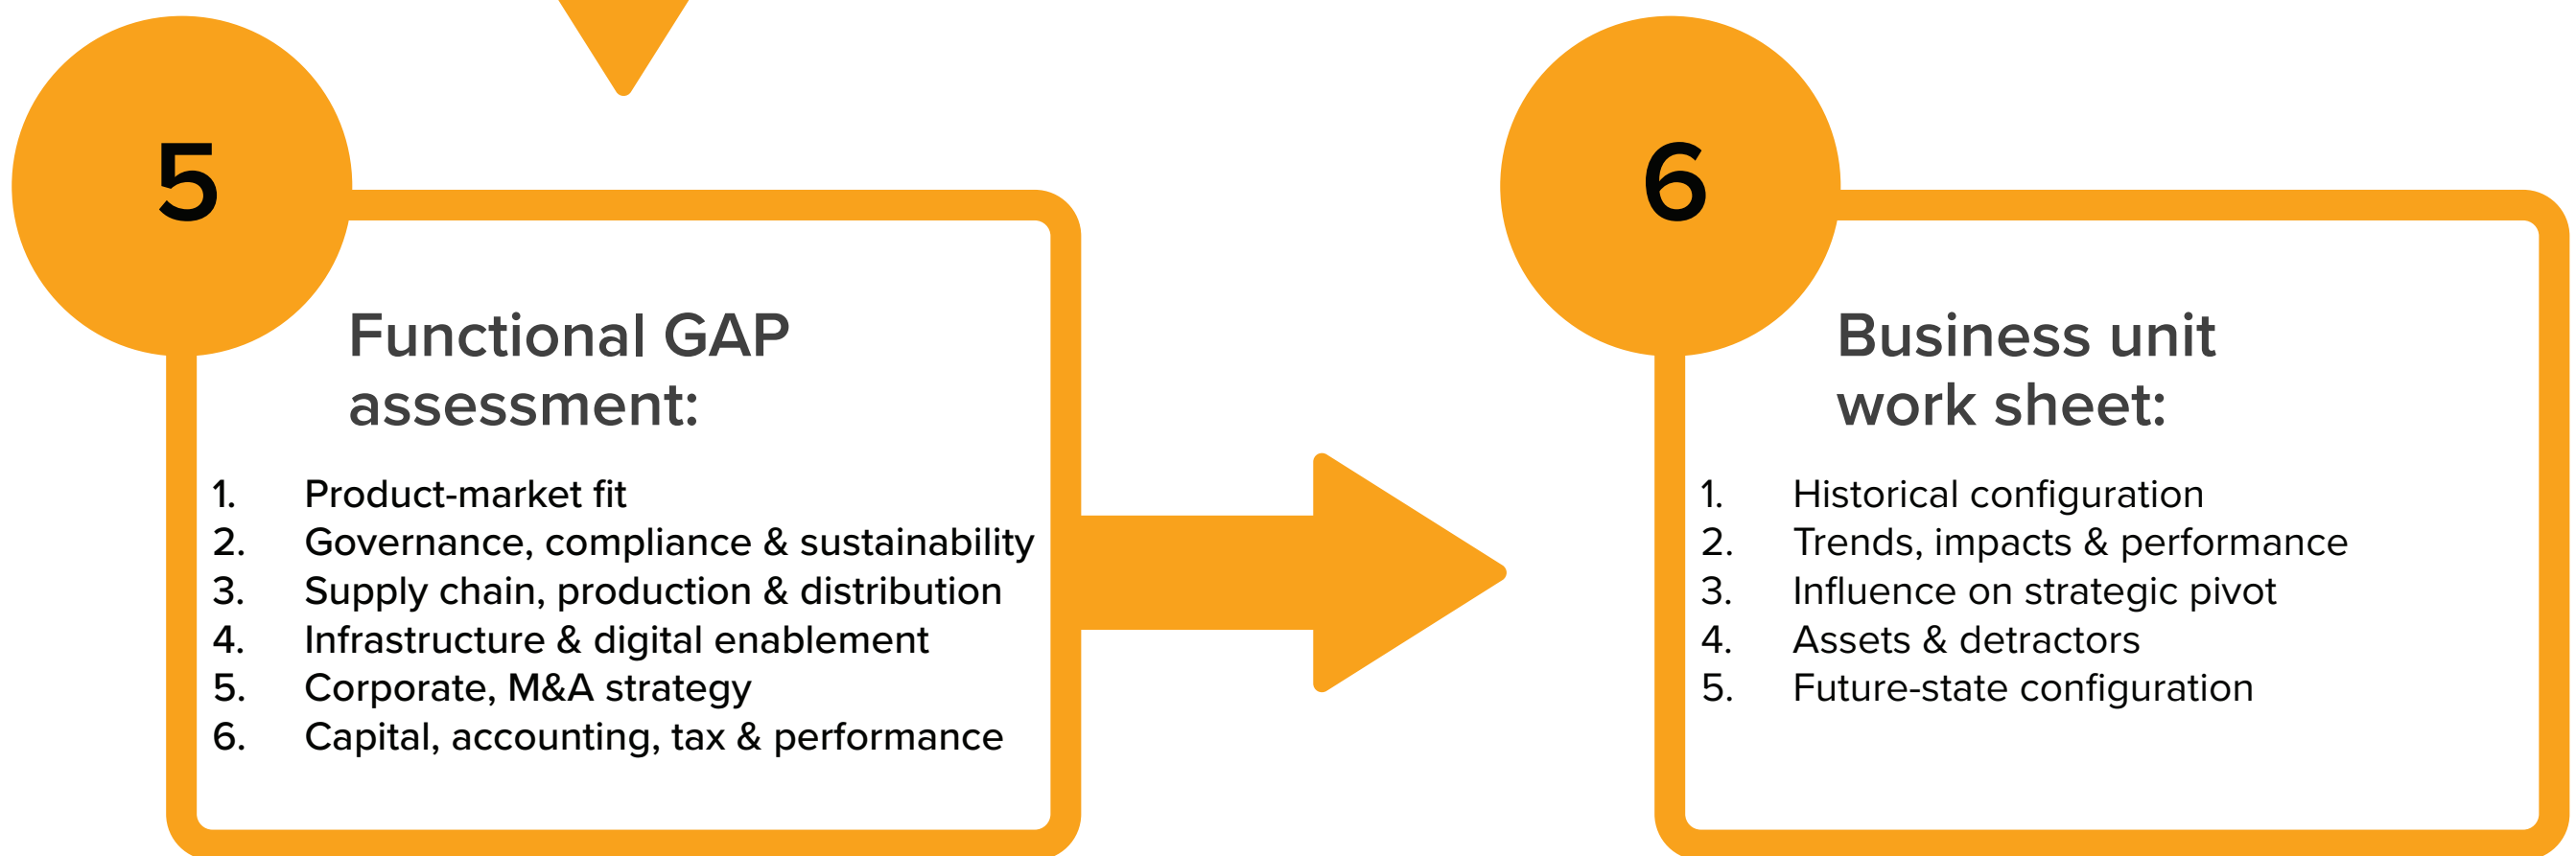 5
Functional GAP
assessment:
1. Product-market fit
2. Governance, compliance & sustainability
3. Supply chain, production & distribution
4. Infrastructure & digital enablement
5. Corporate, M&A strategy
6. Capital, accounting, tax & performance
6
Business unit
work sheet:
1. Historical configuration
2. Trends, impacts & performance
3. Influence on strategic pivot
4. Assets & detractors
5. Future-state configuration